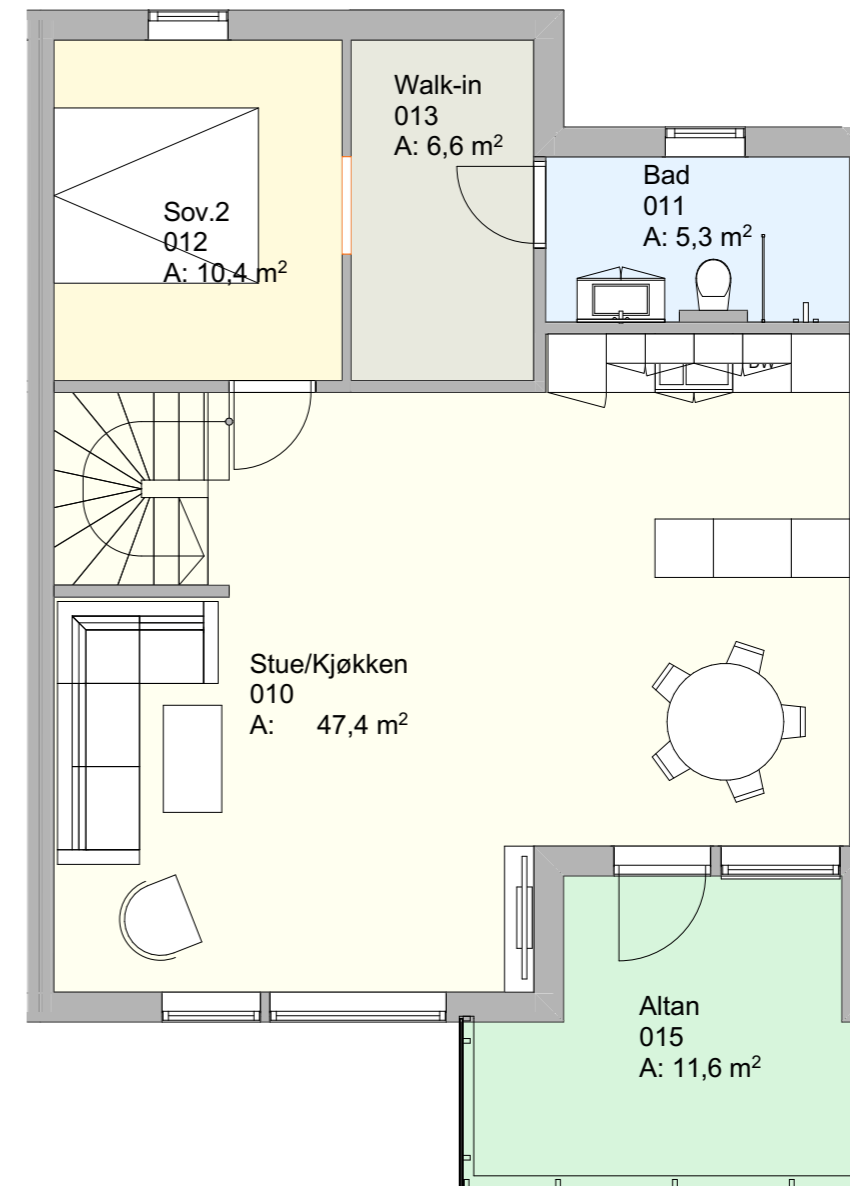 Walk-in
013
A: 6,6 m²
Bad
011
A: 5,3 m²
Sov.2
012
A: 10,4 m²
DW
Stue/Kjøkken
010
A: 47,4 m²
Altan
015
A: 11,6 m²